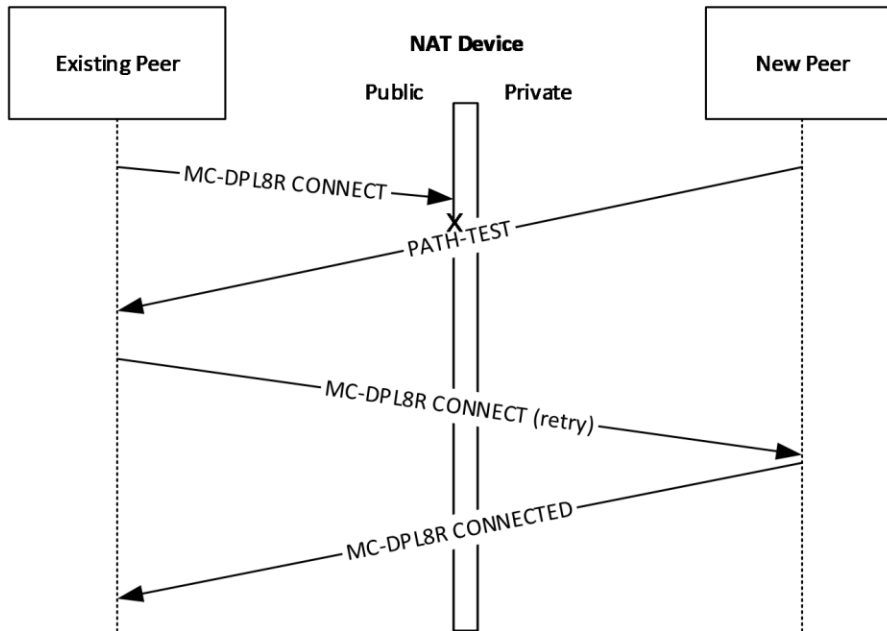 Existing Peer
NAT Device
New Peer
Public
Private
MC-DPL8R CONNECT
X
PATH-TEST
MC-DPL8R CONNECT (retry)
MC-DPL8R CONNECTED